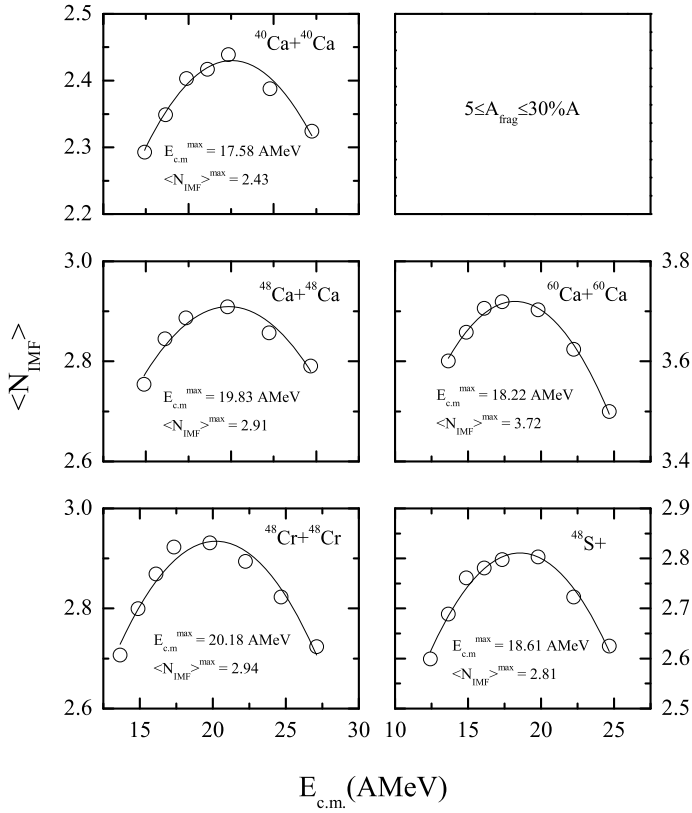 2.5
2.4
2.3
2.2
⁴⁰Ca+⁴⁰Ca
E_c.m^max = 17.58 AMeV
<N_IMF>^max = 2.43
5≤A_frag≤30%A
<N_IMF>
3.0
2.8
2.6
⁴⁸Ca+⁴⁸Ca
E_c.m^max = 19.83 AMeV
<N_IMF>^max = 2.91
⁶⁰Ca+⁶⁰Ca
E_c.m^max = 18.22 AMeV
<N_IMF>^max = 3.72
3.8
3.6
3.4
3.0
2.8
2.6
⁴⁸Cr+⁴⁸Cr
E_c.m^max = 20.18 AMeV
<N_IMF>^max = 2.94
15 20 25 30
⁴⁸S+
E_c.m^max = 18.61 AMeV
<N_IMF>^max = 2.81
2.9
2.8
2.7
2.6
2.5
10 15 20 25
E_c.m.(AMeV)